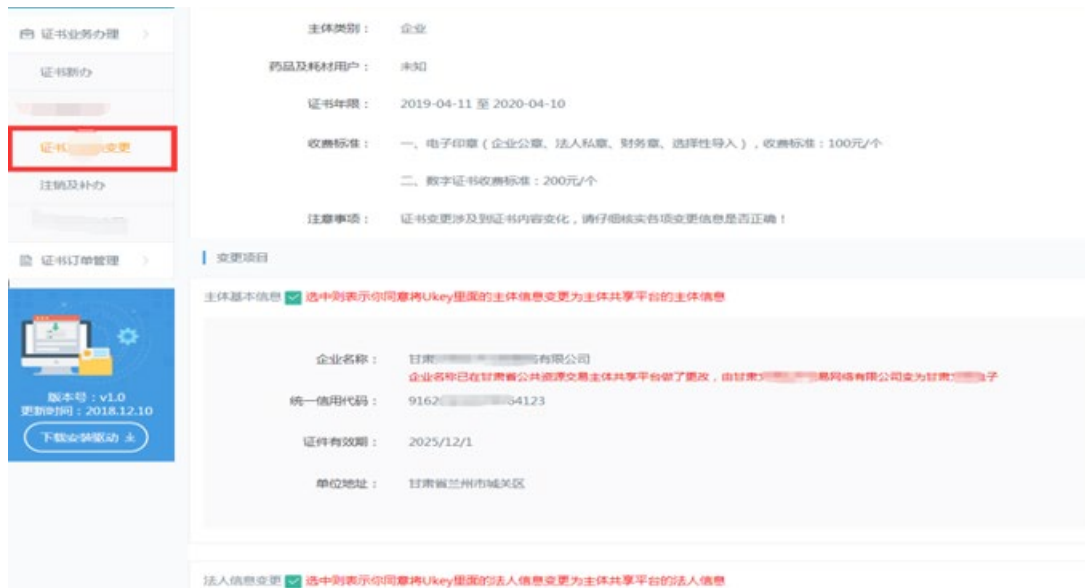 证书业务办理
证书新办
证书 变更
注销及补办
证书订单管理
版本号：v1.0
更新时间：2018.12.10
下载安装驱动
主体类别： 企业
药品及耗材用户： 未知
证书年限： 2019-04-11 至 2020-04-10
收费标准： 一、电子印章（企业公章、法人私章、财务章、选择性导入），收费标准：100元/个
二、数字证书收费标准：200元/个
注意事项： 证书变更涉及到证书内容变化，请仔细核实各项变更信息是否正确！
变更项目
主体基本信息 选中则表示你同意将Ukey里面的主体信息变更为主体共享平台的主体信息
企业名称： 甘肃 有限公司
企业名称已在甘肃省公共资源交易主体共享平台做了更改，由甘肃 易网络有限公司变为甘肃 电子
统一信用代码： 9162 64123
证件有效期： 2025/12/1
单位地址： 甘肃省兰州市城关区
法人信息变更 选中则表示你同意将Ukey里面的法人信息变更为主体共享平台的法人信息